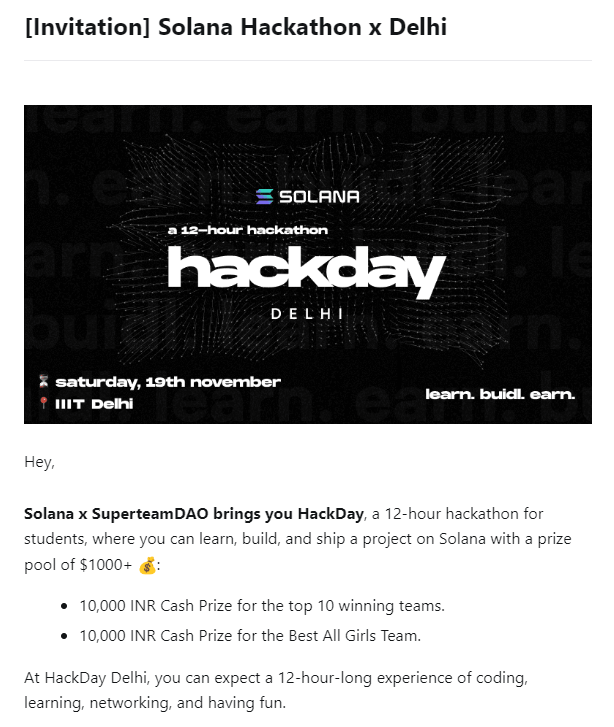 [Invitation] Solana Hackathon x Delhi
SOLANA
a 12-hour hackathon
hackday
DELHI
⏳ saturday, 19th november
📍 IIIT Delhi
learn. buidl. earn.
Hey,
Solana x SuperteamDAO brings you HackDay, a 12-hour hackathon for
students, where you can learn, build, and ship a project on Solana with a prize
pool of $1000+ 💰:
• 10,000 INR Cash Prize for the top 10 winning teams.
• 10,000 INR Cash Prize for the Best All Girls Team.
At HackDay Delhi, you can expect a 12-hour-long experience of coding,
learning, networking, and having fun.